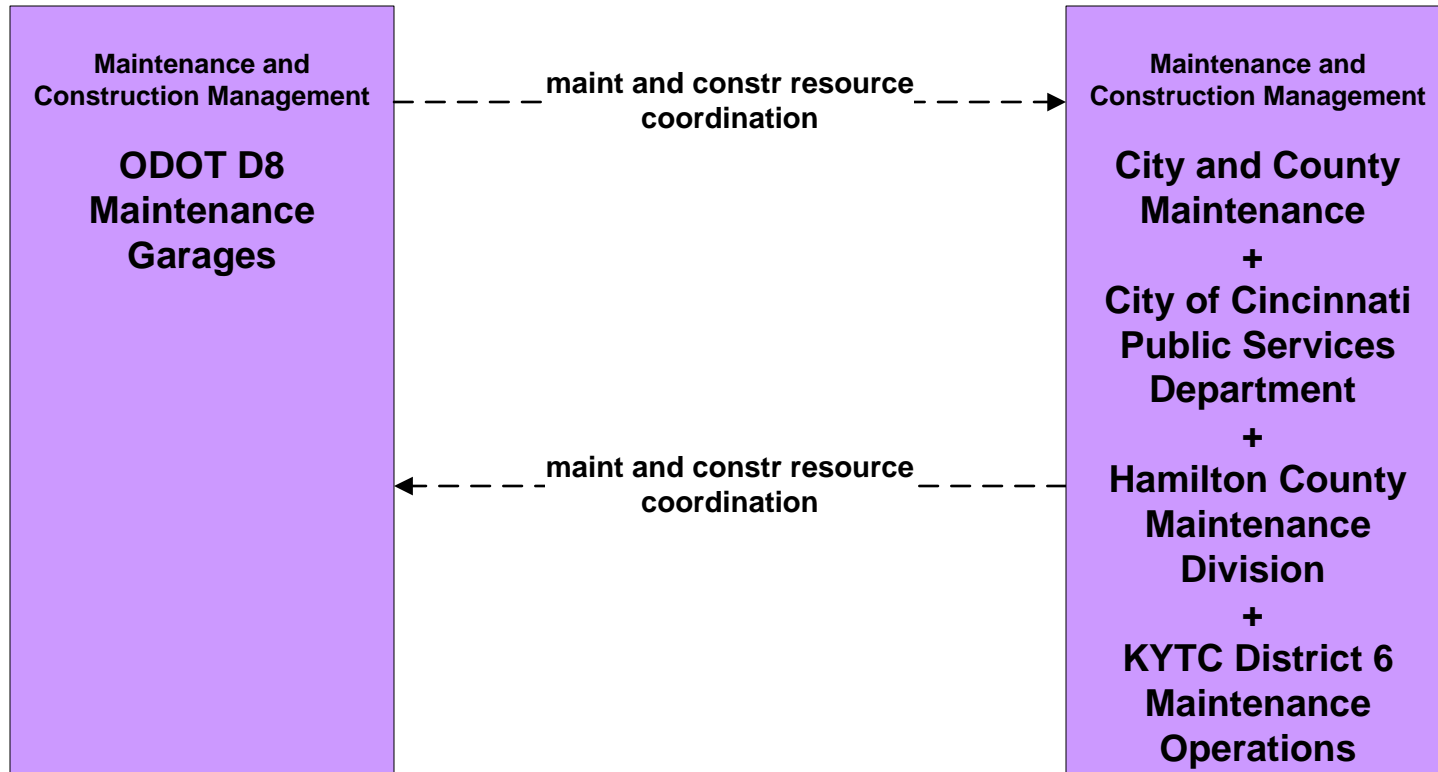 Maintenance and
Construction Management
ODOT D8
Maintenance
Garages
maint and constr resource
coordination
maint and constr resource
coordination
Maintenance and
Construction Management
City and County
Maintenance
+
City of Cincinnati
Public Services
Department
+
Hamilton County
Maintenance
Division
+
KYTC District 6
Maintenance
Operations